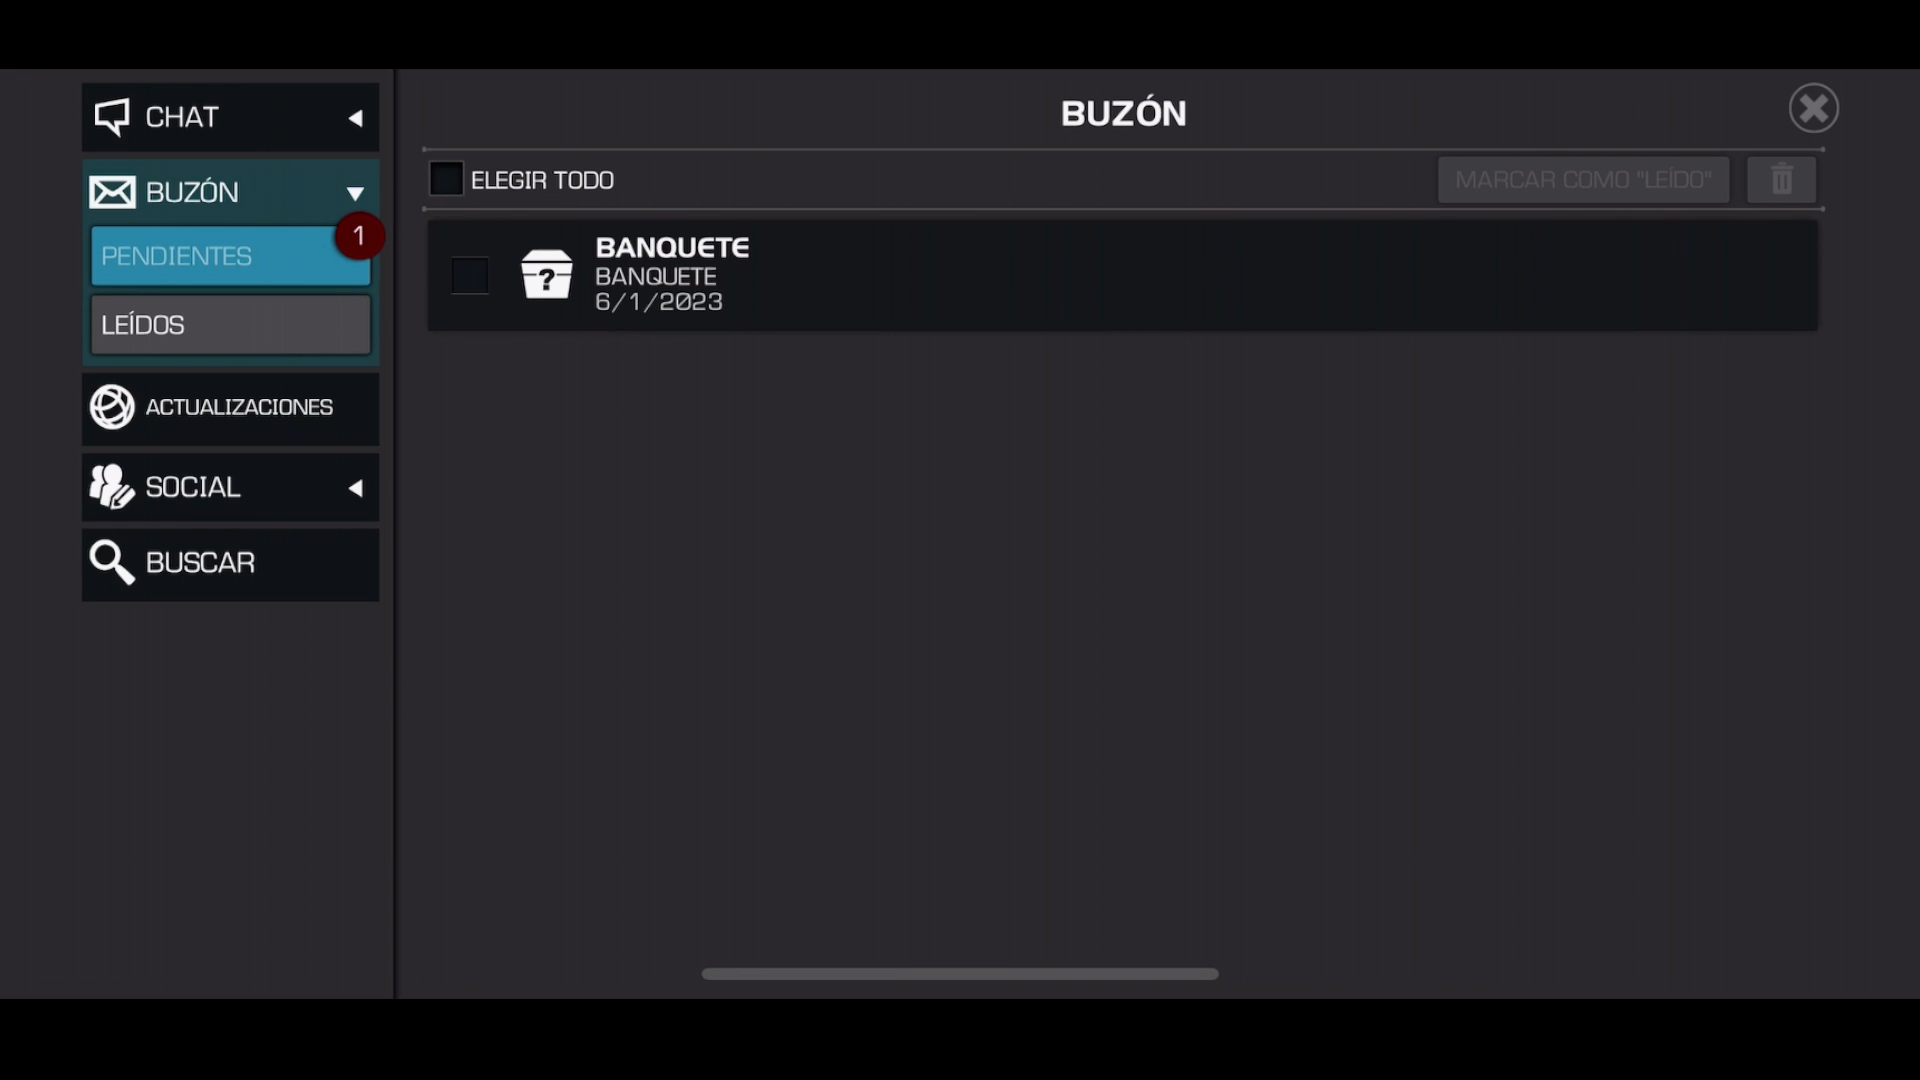 CHAT
BUZÓN
PENDIENTES
1
LEÍDOS
ACTUALIZACIONES
SOCIAL
BUSCAR
BUZÓN
ELEGIR TODO
MARCAR COMO "LEÍDO"
?
BANQUETE
BANQUETE
6/1/2023